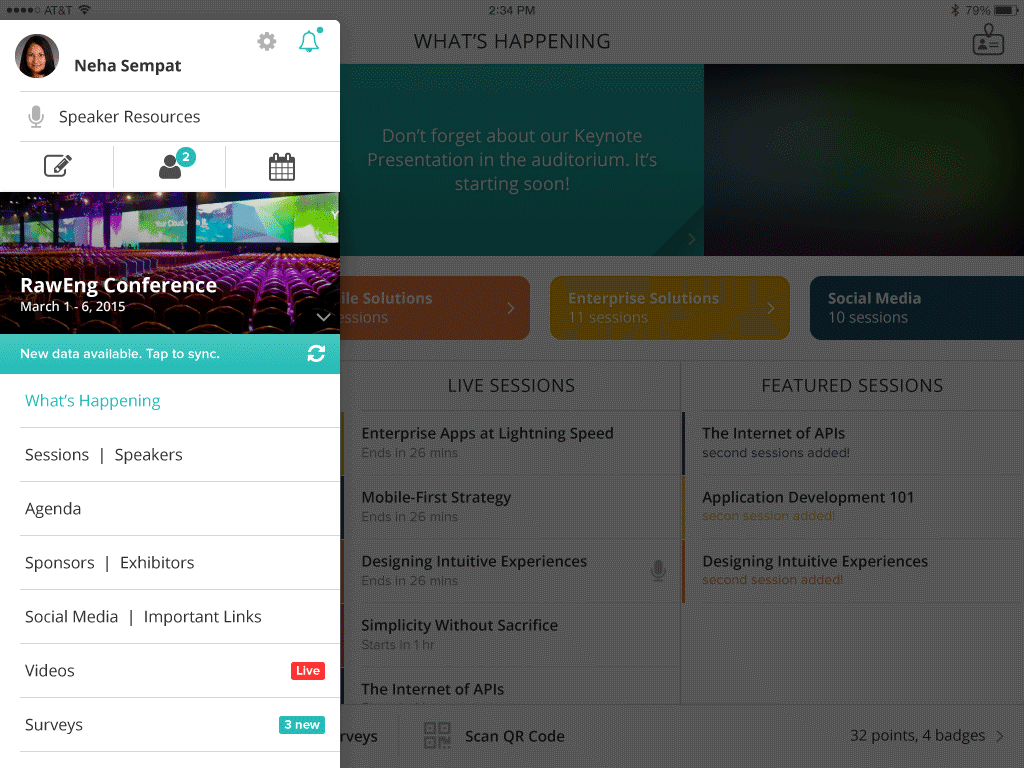 AT&T
2:34 PM
79%
Neha Sempat
Speaker Resources
2
Your Cloud
RawEng Conference
March 1 - 6, 2015
New data available. Tap to sync.
What's Happening
Sessions | Speakers
Agenda
Sponsors | Exhibitors
Social Media | Important Links
Videos
Live
Surveys
3 new
WHAT'S HAPPENING
Don't forget about our Keynote
Presentation in the auditorium. It's
starting soon!
ile Solutions
essions
Enterprise Solutions
11 sessions
Social Media
10 sessions
LIVE SESSIONS
Enterprise Apps at Lightning Speed
Ends in 26 mins
Mobile-First Strategy
Ends in 26 mins
Designing Intuitive Experiences
Ends in 26 mins
Simplicity Without Sacrifice
Starts in 1 hr
The Internet of APIs
FEATURED SESSIONS
The Internet of APIs
second sessions added!
Application Development 101
secon session added!
Designing Intuitive Experiences
second session added!
rveys
Scan QR Code
32 points, 4 badges